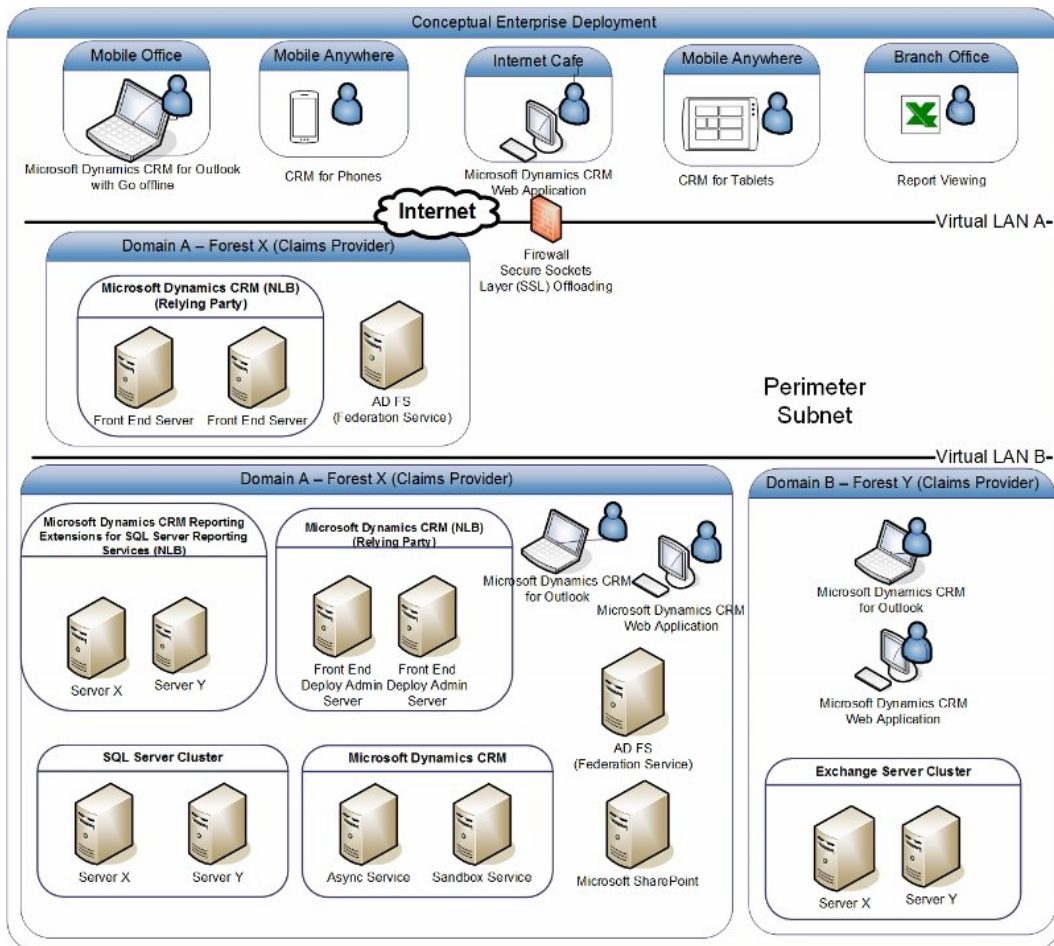 Conceptual Enterprise Deployment
Mobile Office
Microsoft Dynamics CRM for Outlook
with Go offline
Mobile Anywhere
CRM for Phones
Internet Cafe
Microsoft Dynamics CRM
Web Application
Mobile Anywhere
CRM for Tablets
Branch Office
Report Viewing
Internet
Virtual LAN A
Firewall
Secure Sockets
Layer (SSL) Offloading
Domain A – Forest X (Claims Provider)
Microsoft Dynamics CRM (NLB)
(Relying Party)
Front End Server
Front End Server
AD FS
(Federation Service)
Perimeter
Subnet
Virtual LAN B
Domain A – Forest X (Claims Provider)
Microsoft Dynamics CRM Reporting
Extensions for SQL Server Reporting
Services (NLB)
Server X
Server Y
Microsoft Dynamics CRM (NLB)
(Relying Party)
Front End
Deploy Admin
Server
Front End
Deploy Admin
Server
Microsoft Dynamics CRM
for Outlook
Microsoft Dynamics CRM
Web Application
AD FS
(Federation Service)
SQL Server Cluster
Server X
Server Y
Microsoft Dynamics CRM
Async Service
Sandbox Service
Microsoft SharePoint
Domain B – Forest Y (Claims Provider)
Microsoft Dynamics CRM
for Outlook
Microsoft Dynamics CRM
Web Application
Exchange Server Cluster
Server X
Server Y